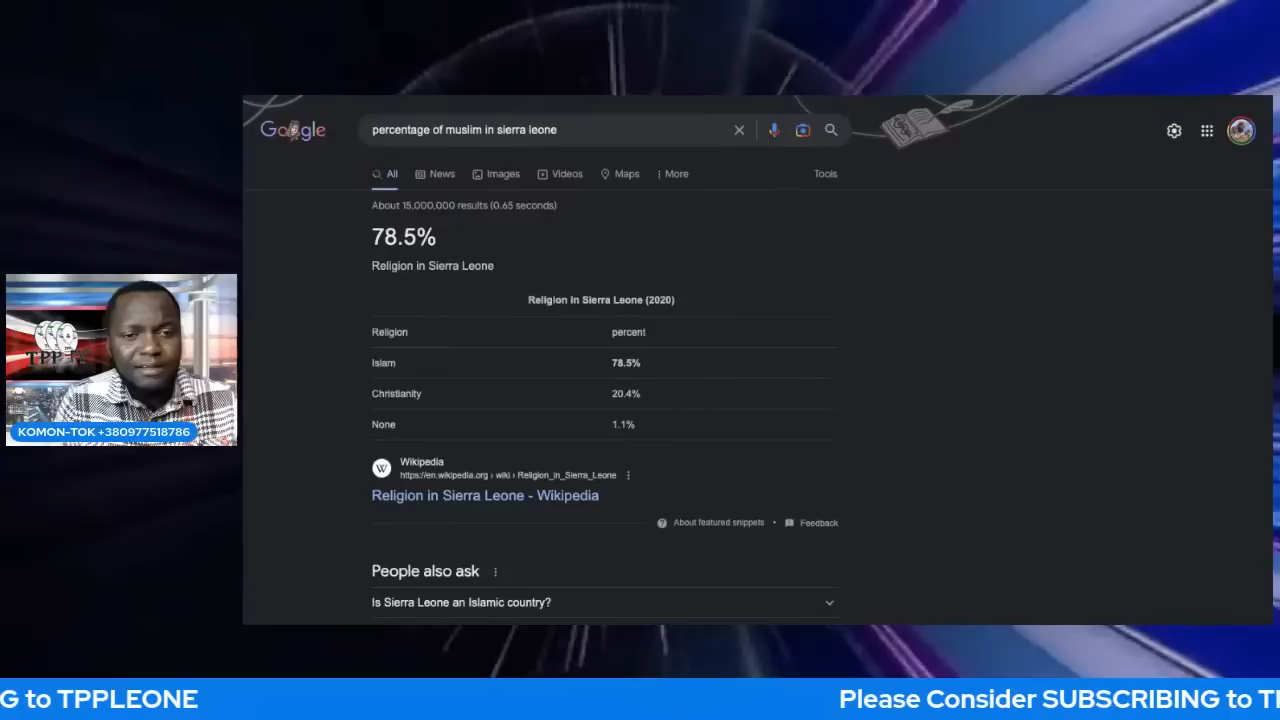 Google
percentage of muslim in sierra leone
All News Images Videos Maps More Tools
About 15,000,000 results (0.65 seconds)
78.5%
Religion in Sierra Leone
Religion in Sierra Leone (2020)
Religion percent
Islam 78.5%
Christianity 20.4%
None 1.1%
W
Wikipedia
https://en.wikipedia.org › wiki › Religion_in_Sierra_Leone
Religion in Sierra Leone - Wikipedia
About featured snippets • Feedback
People also ask
Is Sierra Leone an Islamic country?
TPP
KOMON-TOK +380977518786
G to TPPLEONE
Please Consider SUBSCRIBING to